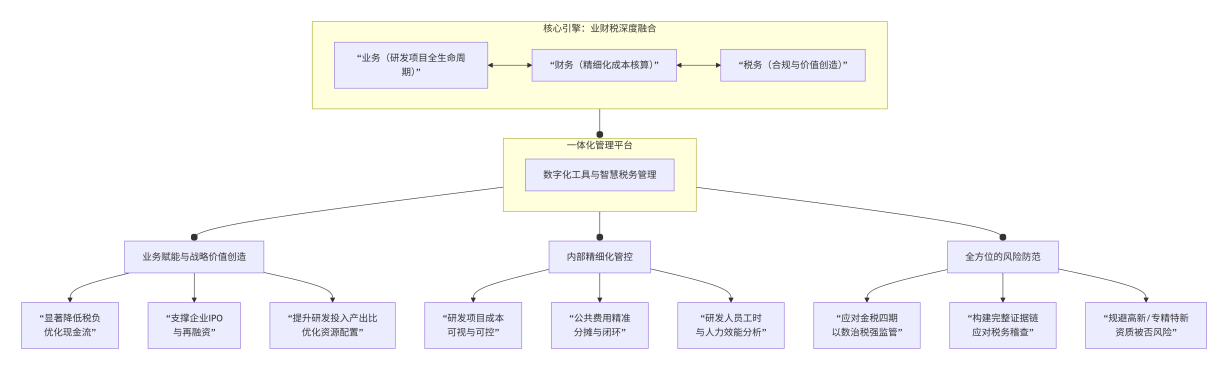 核心引擎：业财税深度融合
“业务（研发项目全生命周
期）”
“财务（精细化成本核算）”
“税务（合规与价值创造）”
一体化管理平台
数字化工具与智慧税务管理
业务赋能与战略价值创造
内部精细化管控
全方位的风险防范
“显著降低税负
优化现金流”
“支撑企业IPO
与再融资”
“提升研发投入产出比
优化资源配置”
“研发项目成本
可视与可控”
“公共费用精准
分摊与闭环”
“研发人员工时
与人力效能分析”
“应对金税四期
以数治税强监管”
“构建完整证据链
应对税务稽查”
“规避高新/专精特新
资质被否风险”